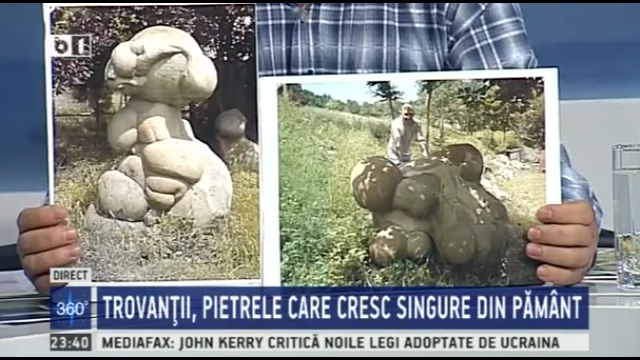 B1
DIRECT
360°
TROVANŢII, PIETRELE CARE CRESC SINGURE DIN PĂMÂNT
23:40 MEDIAFAX: JOHN KERRY CRITICĂ NOILE LEGI ADOPTATE DE UCRAINA